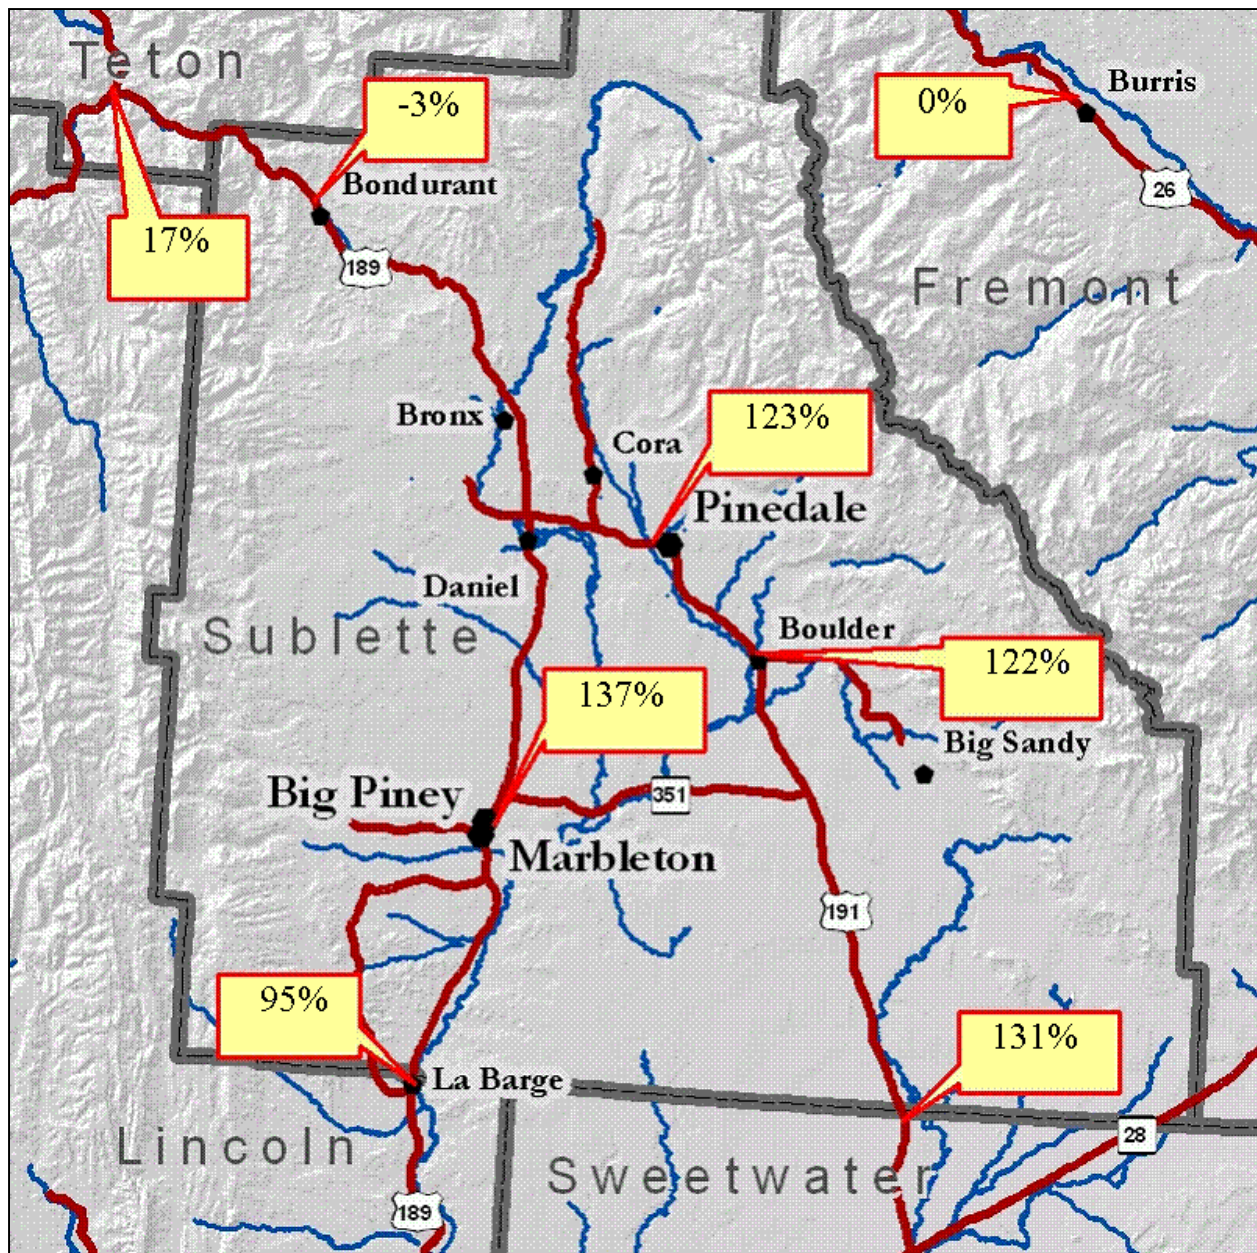 Teton
-3%
0%
Burris
Bondurant
26
17%
189
Fremont
123%
Bronx
Cora
Pinedale
Daniel
Boulder
Sublette
122%
137%
Big Sandy
Big Piney
351
Marbleton
191
95%
131%
La Barge
28
Lincoln
Sweetwater
189